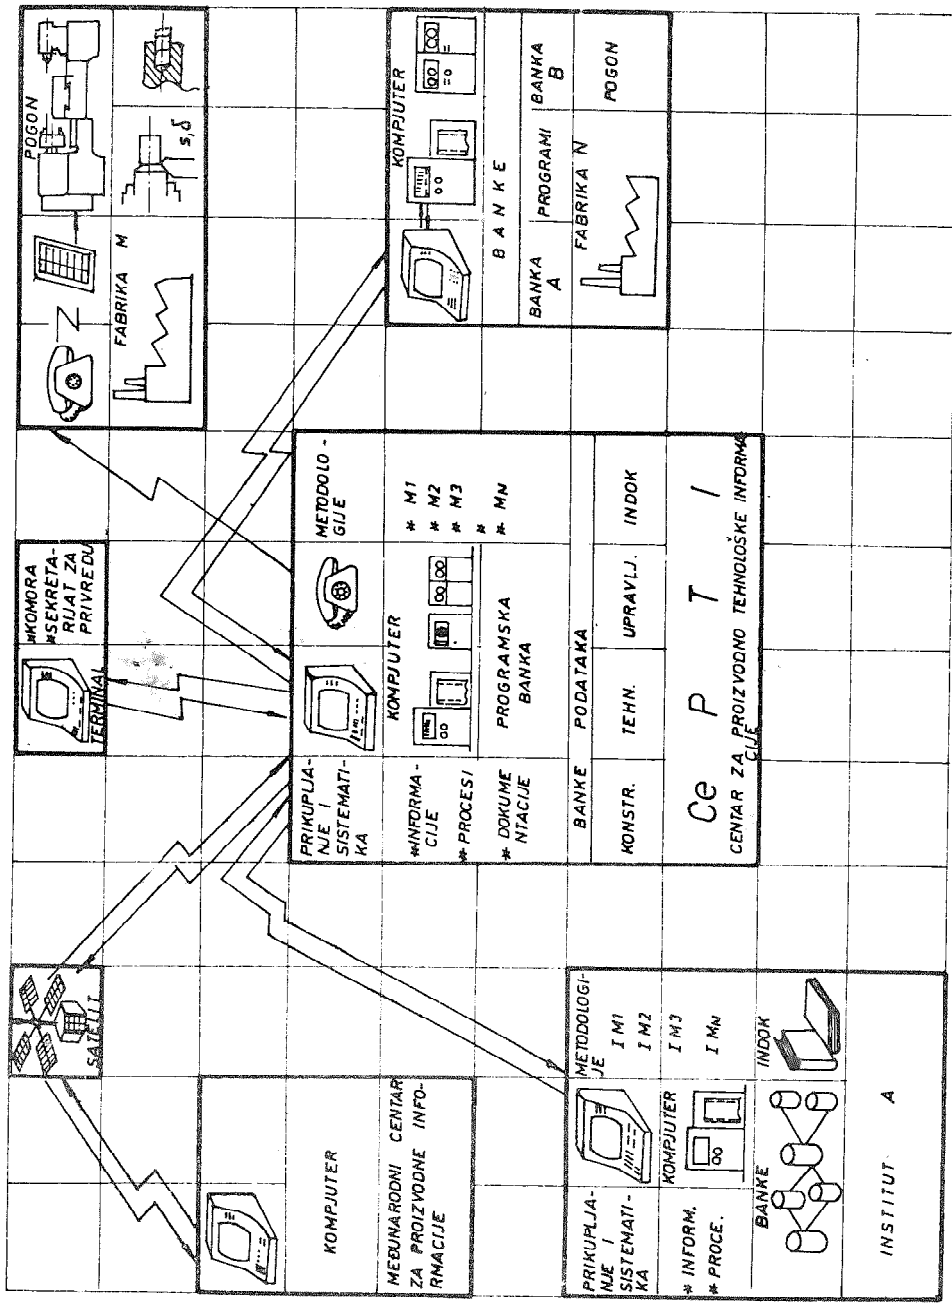 SATELIT
KOMPJUTER
MEĐUNARODNI CENTAR
ZA PROIZVODNE INFO-
RMACIJE
TERMINAL
*KOMORA
*SEKRETA-
RIJAT ZA
PRIVREDU
POGON
FABRIKA M
s,δ
PRIKUPLJA-
NJE I
SISTEMATI-
KA
*INFORMA-
CIJE
* PROCESI
* DOKUME
NTACIJE
KOMPJUTER
PROGRAMSKA
BANKA
METODOLO-
GIJE
* M1
* M2
* M3
*
* MN
BANKE PODATAKA
KONSTR. TEHN. UPRAVLJ. INDOK
Ce P T I
CENTAR ZA PROIZVODNO TEHNOLOŠKE INFORMA
CIJE
KOMPJUTER
BANKE
BANKA
A
PROGRAMI
BANKA
B
FABRIKA N
POGON
PRIKUPLJA-
NJE I
SISTEMATI-
KA
* INFORM.
* PROCE.
KOMPJUTER
METODOLOGI-
JE
I M1
I M2
I M3
I MN
BANKE
INDOK
INSTITUT A